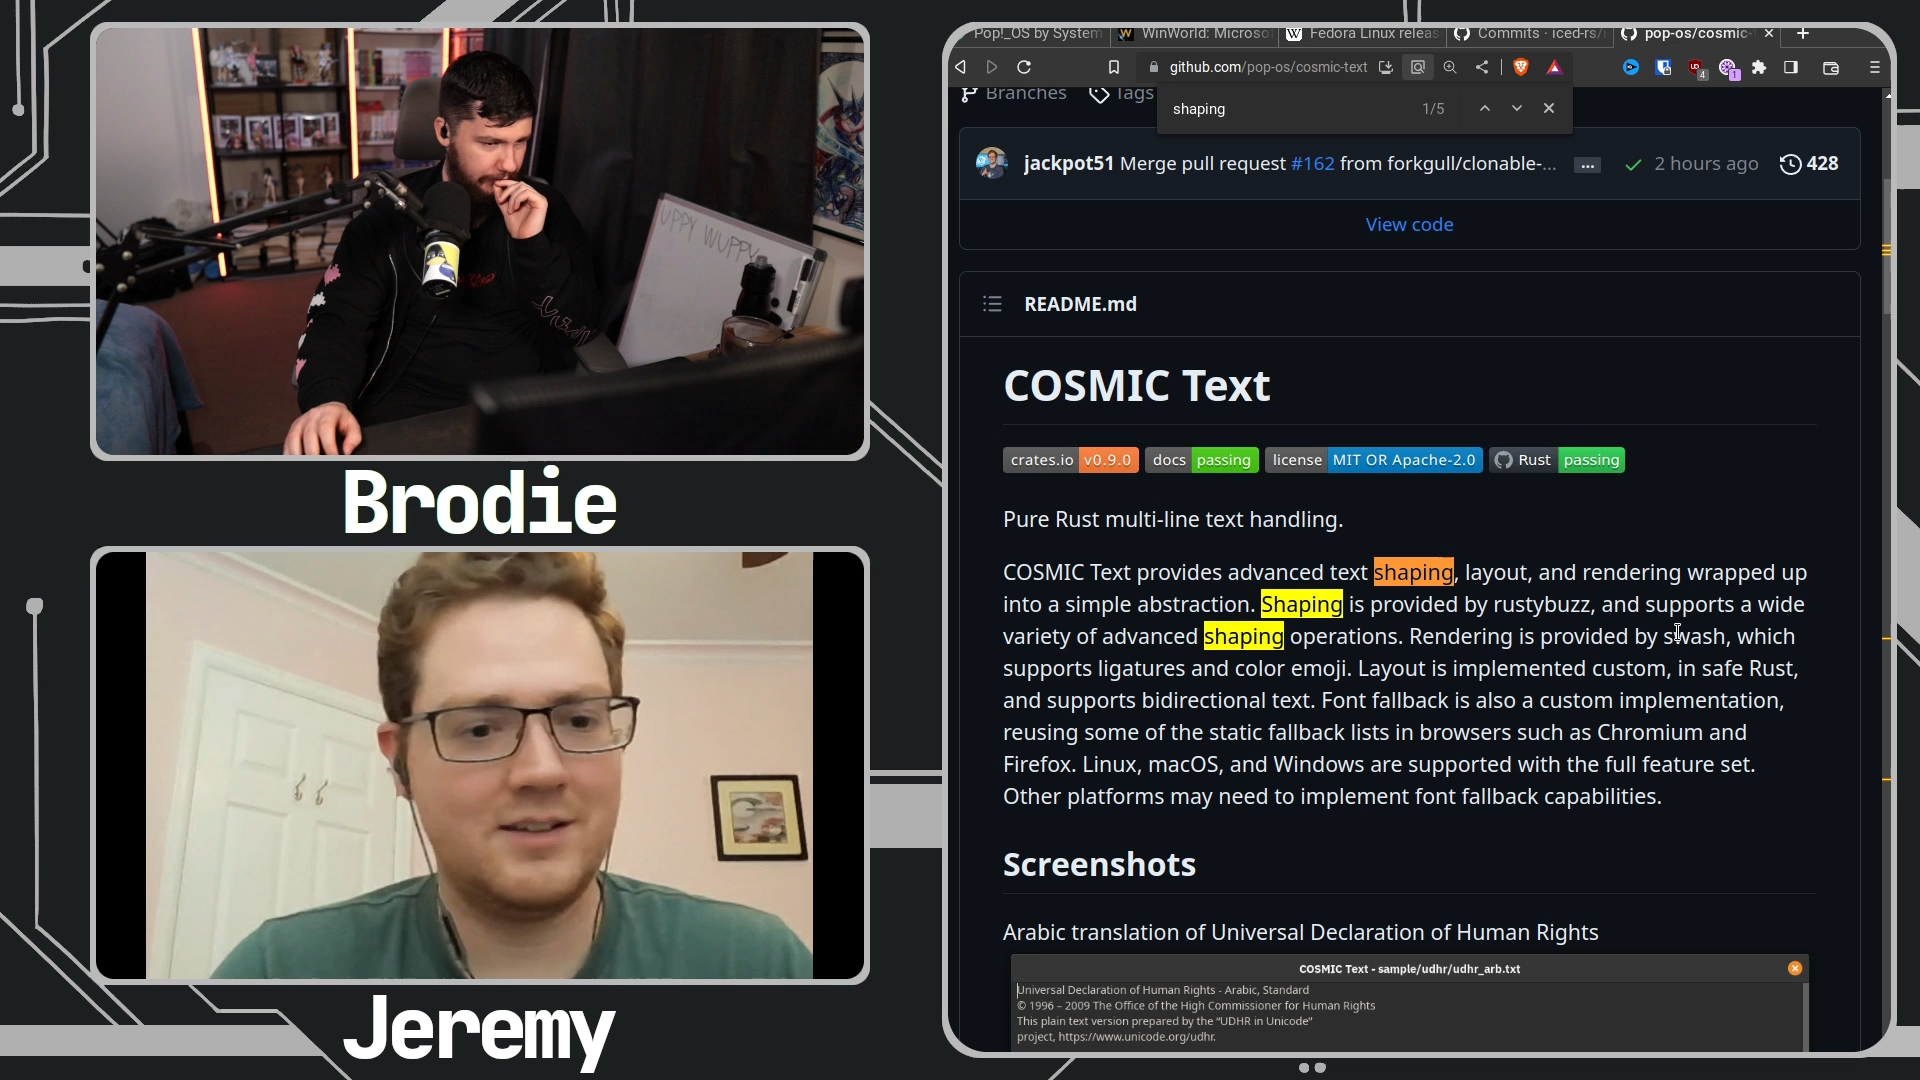 Pop!_OS by System
WinWorld: Microso
Fedora Linux releas
Commits · iced-rs/
pop-os/cosmic-
github.com/pop-os/cosmic-text
4
1
Branches
Tags
shaping
1/5
jackpot51 Merge pull request #162 from forkgull/clonable-... ... 2 hours ago 428
View code
README.md
COSMIC Text
crates.io v0.9.0 docs passing license MIT OR Apache-2.0 Rust passing
Pure Rust multi-line text handling.
COSMIC Text provides advanced text shaping, layout, and rendering wrapped up
into a simple abstraction. Shaping is provided by rustybuzz, and supports a wide
variety of advanced shaping operations. Rendering is provided by swash, which
supports ligatures and color emoji. Layout is implemented custom, in safe Rust,
and supports bidirectional text. Font fallback is also a custom implementation,
reusing some of the static fallback lists in browsers such as Chromium and
Firefox. Linux, macOS, and Windows are supported with the full feature set.
Other platforms may need to implement font fallback capabilities.
Screenshots
Arabic translation of Universal Declaration of Human Rights
COSMIC Text - sample/udhr/udhr_arb.txt
Universal Declaration of Human Rights - Arabic, Standard
© 1996 – 2009 The Office of the High Commissioner for Human Rights
This plain text version prepared by the “UDHR in Unicode”
project, https://www.unicode.org/udhr.
UPPY WUPPY
Brodie
Jeremy